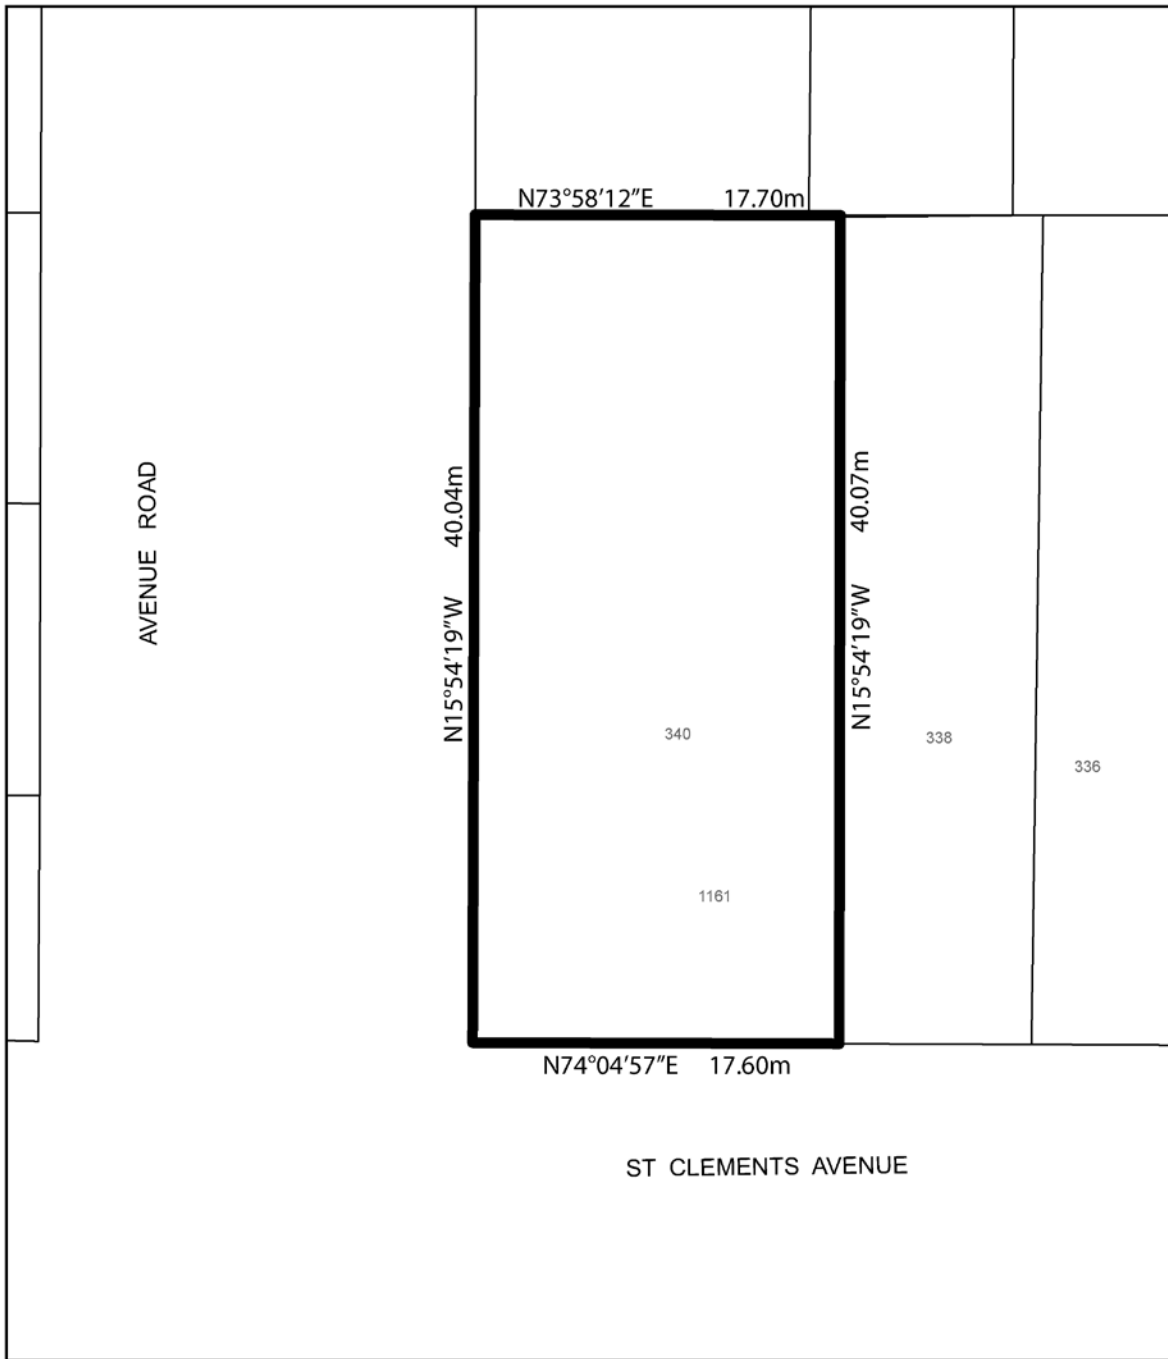 N73°58′12″E 17.70m
AVENUE ROAD
N15°54′19″W 40.04m
N15°54′19″W 40.07m
340
338
336
1161
N74°04′57″E 17.60m
ST CLEMENTS AVENUE